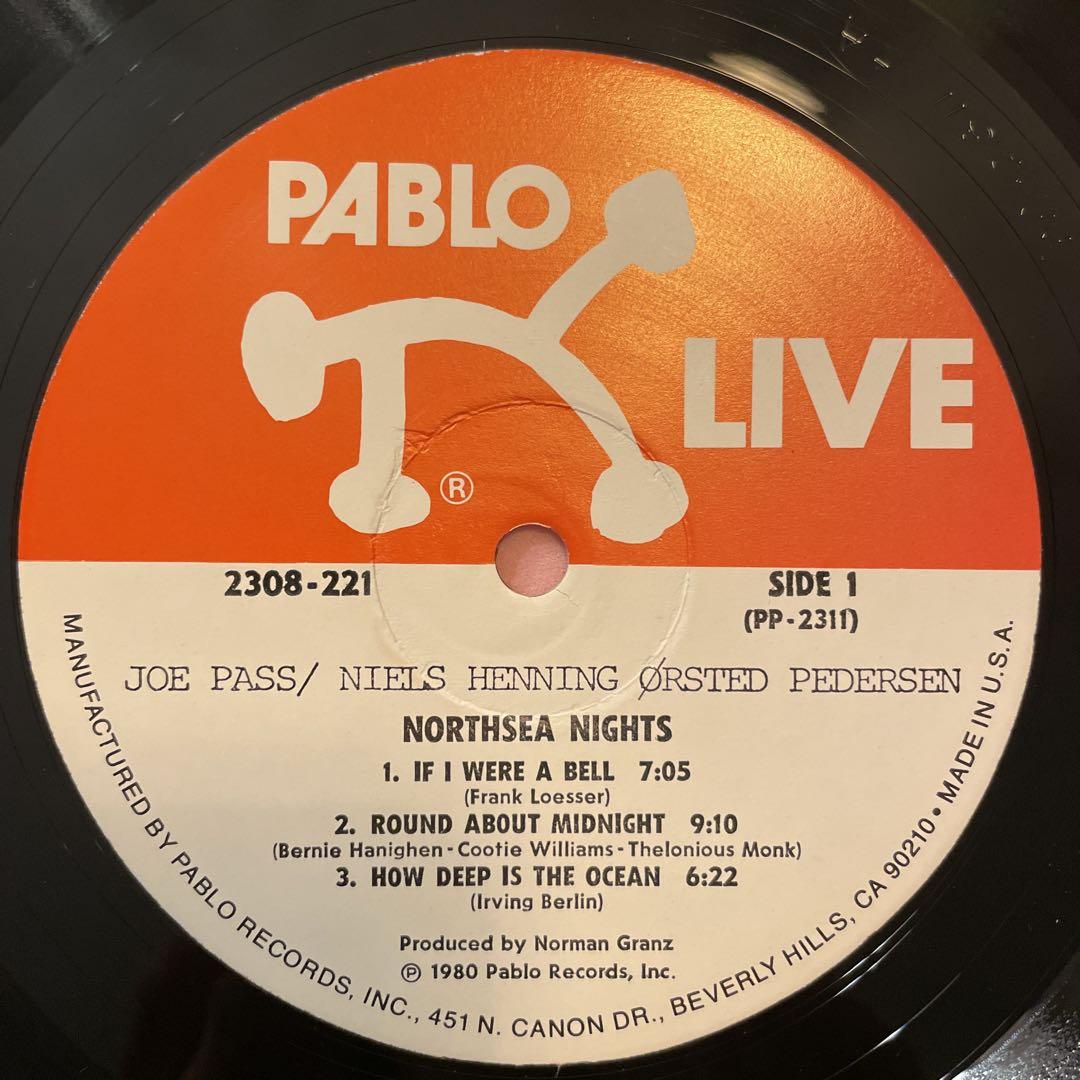 PABLO
LIVE
®
2308-221
SIDE 1
(PP-2311)
JOE PASS/ NIELS HENNING ØRSTED PEDERSEN
NORTHSEA NIGHTS
1. IF I WERE A BELL 7:05
(Frank Loesser)
2. ROUND ABOUT MIDNIGHT 9:10
(Bernie Hanighen-Cootie Williams-Thelonious Monk)
3. HOW DEEP IS THE OCEAN 6:22
(Irving Berlin)
Produced by Norman Granz
℗ 1980 Pablo Records, Inc.
MANUFACTURED BY PABLO RECORDS, INC., 451 N. CANON DR., BEVERLY HILLS, CA 90210 • MADE IN U.S.A.